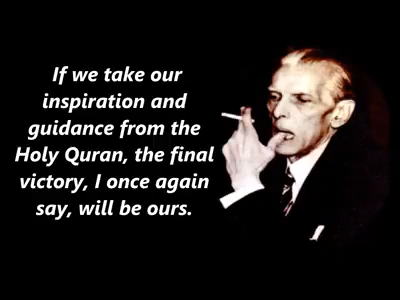 If we take our
inspiration and
guidance from the
Holy Quran, the final
victory, I once again
say, will be ours.